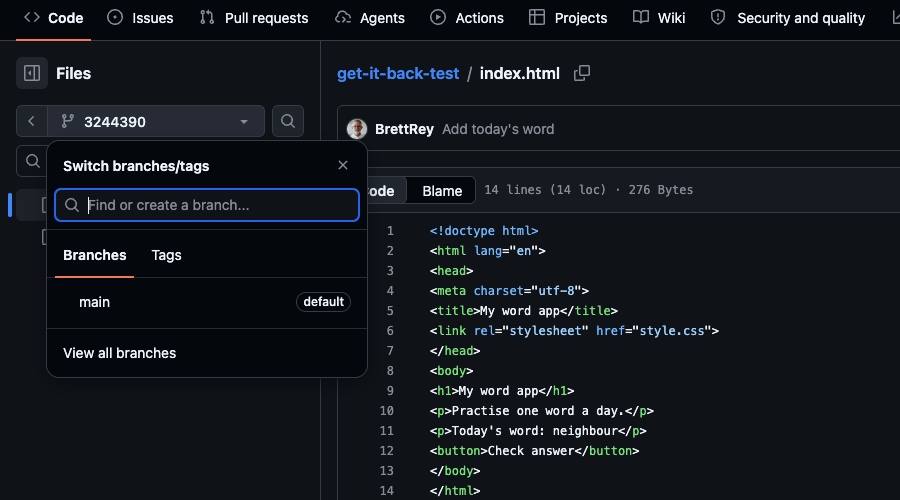 Code Issues Pull requests Agents Actions Projects Wiki Security and quality
Files
3244390
Switch branches/tags
Find or create a branch...
Branches Tags
main default
View all branches
get-it-back-test / index.html
BrettRey Add today's word
ode Blame 14 lines (14 loc) · 276 Bytes
1 <!doctype html>
2 <html lang="en">
3 <head>
4 <meta charset="utf-8">
5 <title>My word app</title>
6 <link rel="stylesheet" href="style.css">
7 </head>
8 <body>
9 <h1>My word app</h1>
10 <p>Practise one word a day.</p>
11 <p>Today's word: neighbour</p>
12 <button>Check answer</button>
13 </body>
14 </html>